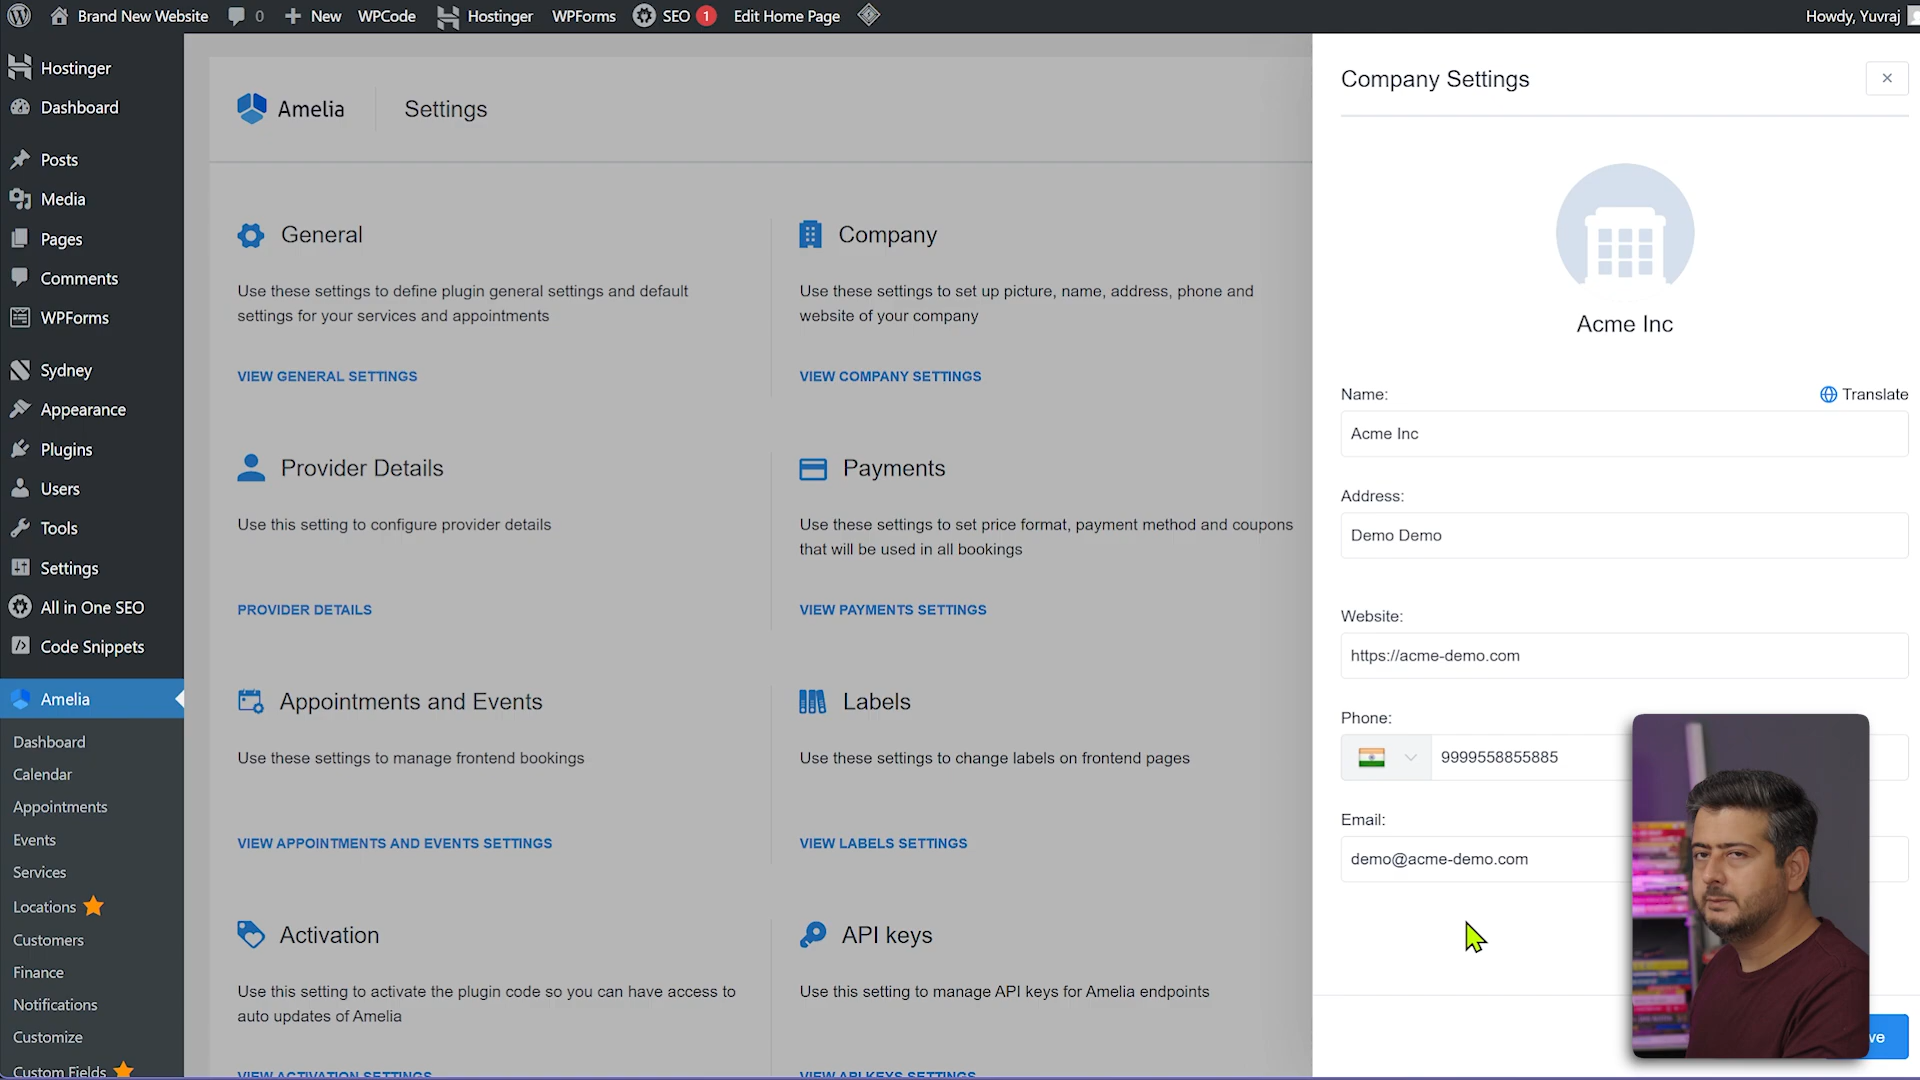 Brand New Website
0
New
WPCode
Hostinger
WPForms
SEO
1
Edit Home Page
Howdy, Yuvraj
Hostinger
Dashboard
Posts
Media
Pages
Comments
WPForms
Sydney
Appearance
Plugins
Users
Tools
Settings
All in One SEO
Code Snippets
Amelia
Dashboard
Calendar
Appointments
Events
Services
Locations
Customers
Finance
Notifications
Customize
Custom Fields
Amelia
Settings
General
Use these settings to define plugin general settings and default
settings for your services and appointments
VIEW GENERAL SETTINGS
Company
Use these settings to set up picture, name, address, phone and
website of your company
VIEW COMPANY SETTINGS
Provider Details
Use this setting to configure provider details
PROVIDER DETAILS
Payments
Use these settings to set price format, payment method and coupons
that will be used in all bookings
VIEW PAYMENTS SETTINGS
Appointments and Events
Use these settings to manage frontend bookings
VIEW APPOINTMENTS AND EVENTS SETTINGS
Labels
Use these settings to change labels on frontend pages
VIEW LABELS SETTINGS
Activation
Use this setting to activate the plugin code so you can have access to
auto updates of Amelia
VIEW ACTIVATION SETTINGS
API keys
Use this setting to manage API keys for Amelia endpoints
VIEW API KEYS SETTINGS
Company Settings
Acme Inc
Name:
Translate
Acme Inc
Address:
Demo Demo
Website:
https://acme-demo.com
Phone:
9999558855885
Email:
demo@acme-demo.com
ve